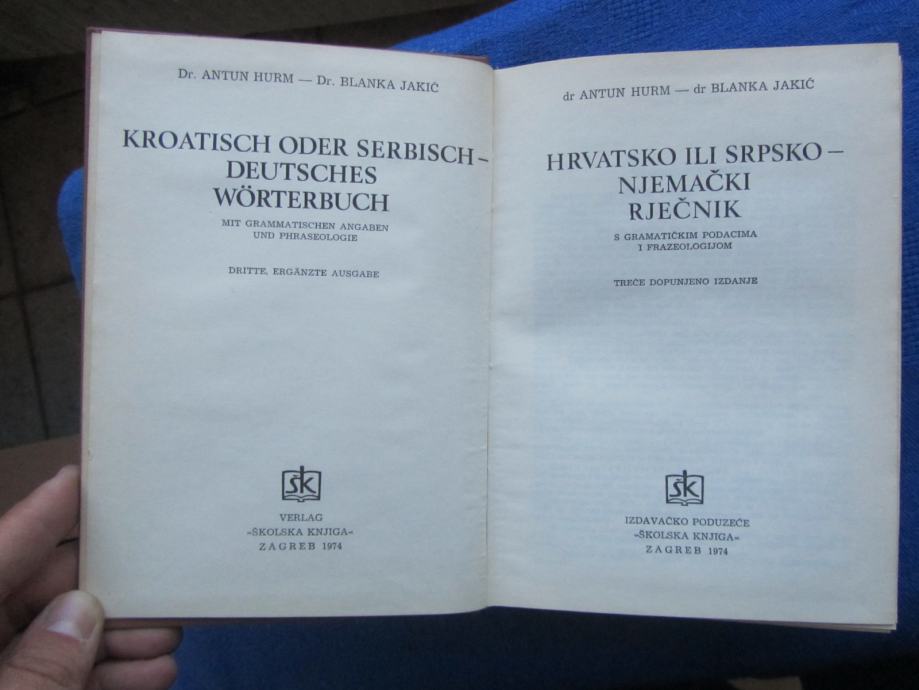 Dr. ANTUN HURM — Dr. BLANKA JAKIĆ
KROATISCH ODER SERBISCH–
DEUTSCHES
WÖRTERBUCH
MIT GRAMMATISCHEN ANGABEN
UND PHRASEOLOGIE
DRITTE, ERGÄNZTE AUSGABE
ŠK
VERLAG
»ŠKOLSKA KNJIGA«
ZAGREB 1974
dr ANTUN HURM — dr BLANKA JAKIĆ
HRVATSKO ILI SRPSKO–
NJEMAČKI
RJEČNIK
S GRAMATIČKIM PODACIMA
I FRAZEOLOGIJOM
TREĆE DOPUNJENO IZDANJE
ŠK
IZDAVAČKO PODUZEĆE
»ŠKOLSKA KNJIGA«
ZAGREB 1974